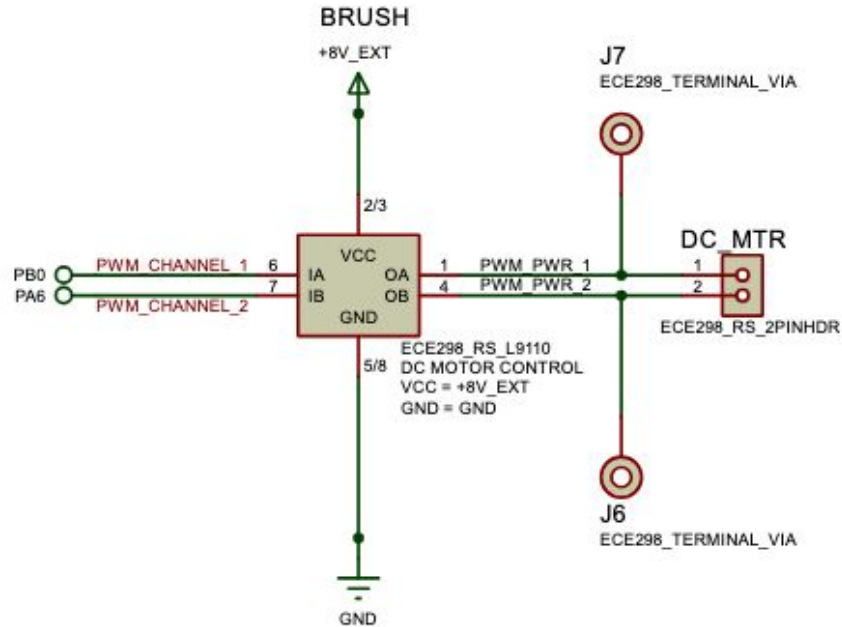 BRUSH
+8V_EXT
J7
ECE298_TERMINAL_VIA
2/3
DC_MTR
VCC
PB0
PWM_CHANNEL_1
6
IA
OA
1
PWM_PWR_1
1
PA6
PWM_CHANNEL_2
7
IB
OB
4
PWM_PWR_2
2
GND
ECE298_RS_2PINHDR
5/8
ECE298_RS_L9110
DC MOTOR CONTROL
VCC = +8V_EXT
GND = GND
J6
ECE298_TERMINAL_VIA
GND